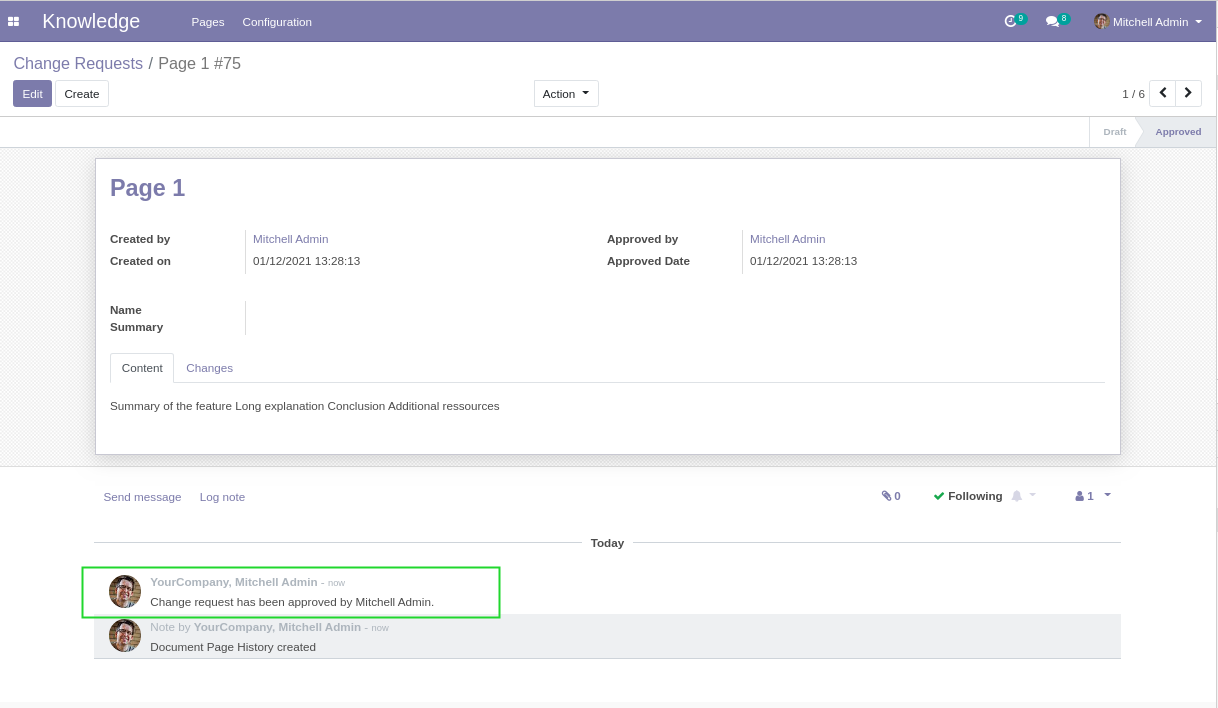 Knowledge Pages Configuration 9 8 Mitchell Admin
Change Requests / Page 1 #75
Edit Create Action 1 / 6
Draft Approved
Page 1
Created by Mitchell Admin Approved by Mitchell Admin
Created on 01/12/2021 13:28:13 Approved Date 01/12/2021 13:28:13
Name
Summary
Content Changes
Summary of the feature Long explanation Conclusion Additional ressources
Send message Log note 0 Following 1
Today
YourCompany, Mitchell Admin - now
Change request has been approved by Mitchell Admin.
Note by YourCompany, Mitchell Admin - now
Document Page History created